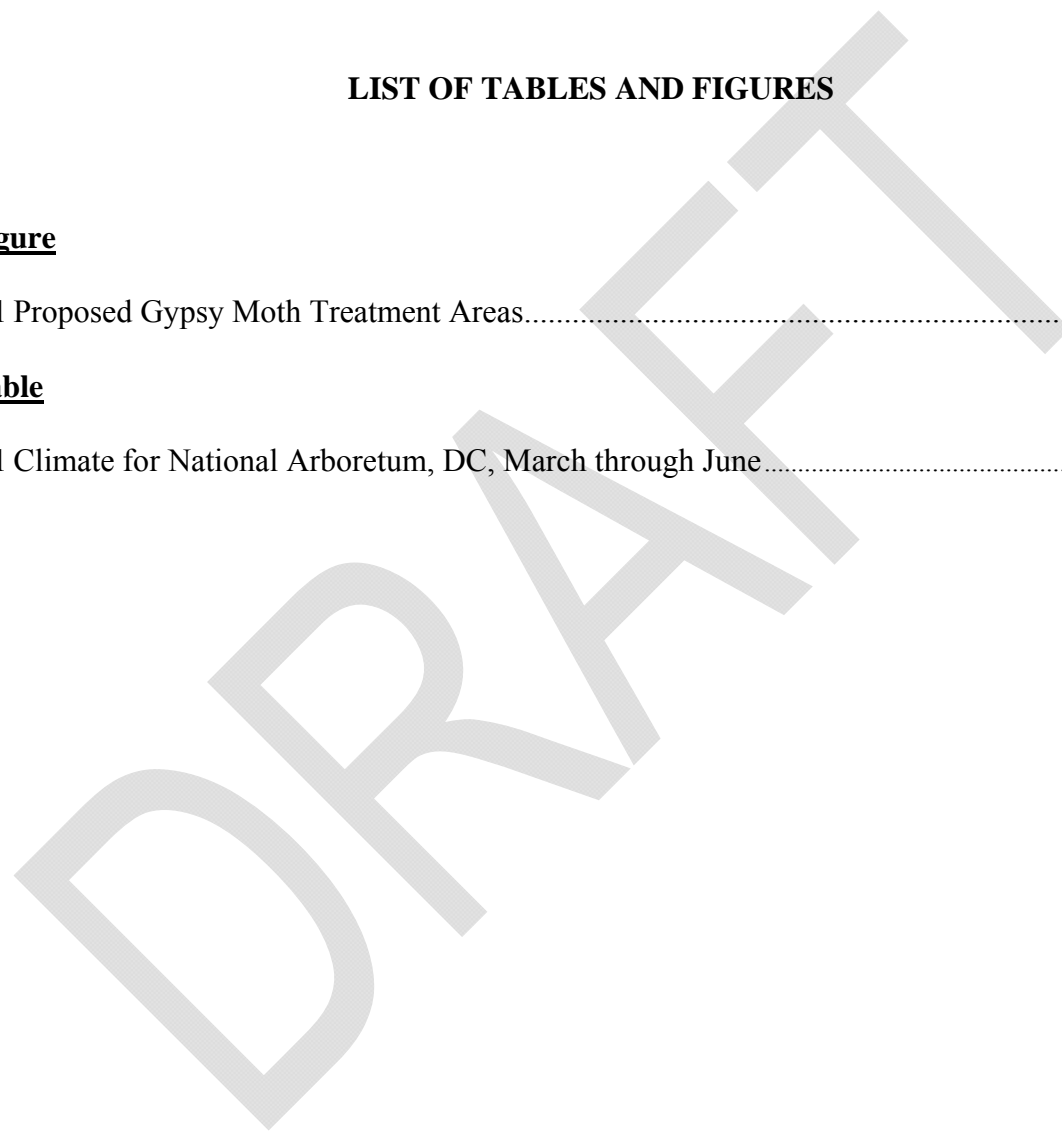 LIST OF TABLES AND FIGURES
gure
1 Proposed Gypsy Moth Treatment Areas
able
1 Climate for National Arboretum, DC, March through June
DRAFT